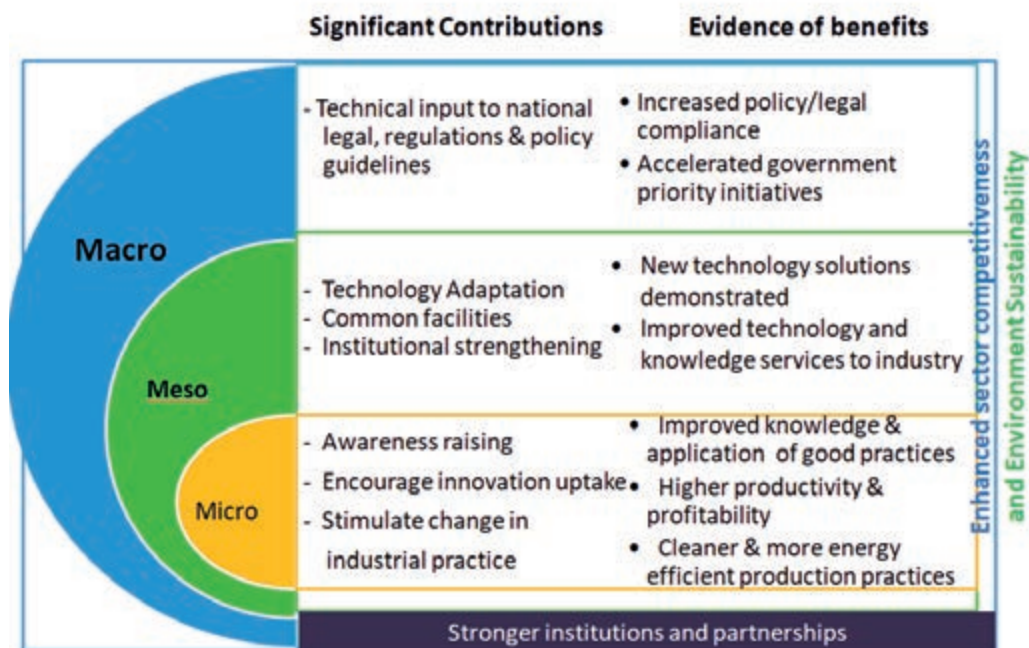 Significant Contributions
Evidence of benefits
Macro
- Technical input to national
legal, regulations & policy
guidelines
• Increased policy/legal
compliance
• Accelerated government
priority initiatives
Meso
- Technology Adaptation
- Common facilities
- Institutional strengthening
• New technology solutions
demonstrated
• Improved technology and
knowledge services to industry
Micro
- Awareness raising
- Encourage innovation uptake
- Stimulate change in
industrial practice
• Improved knowledge &
application of good practices
• Higher productivity &
profitability
• Cleaner & more energy
efficient production practices
Enhanced sector competitiveness
and Environment Sustainability
Stronger institutions and partnerships